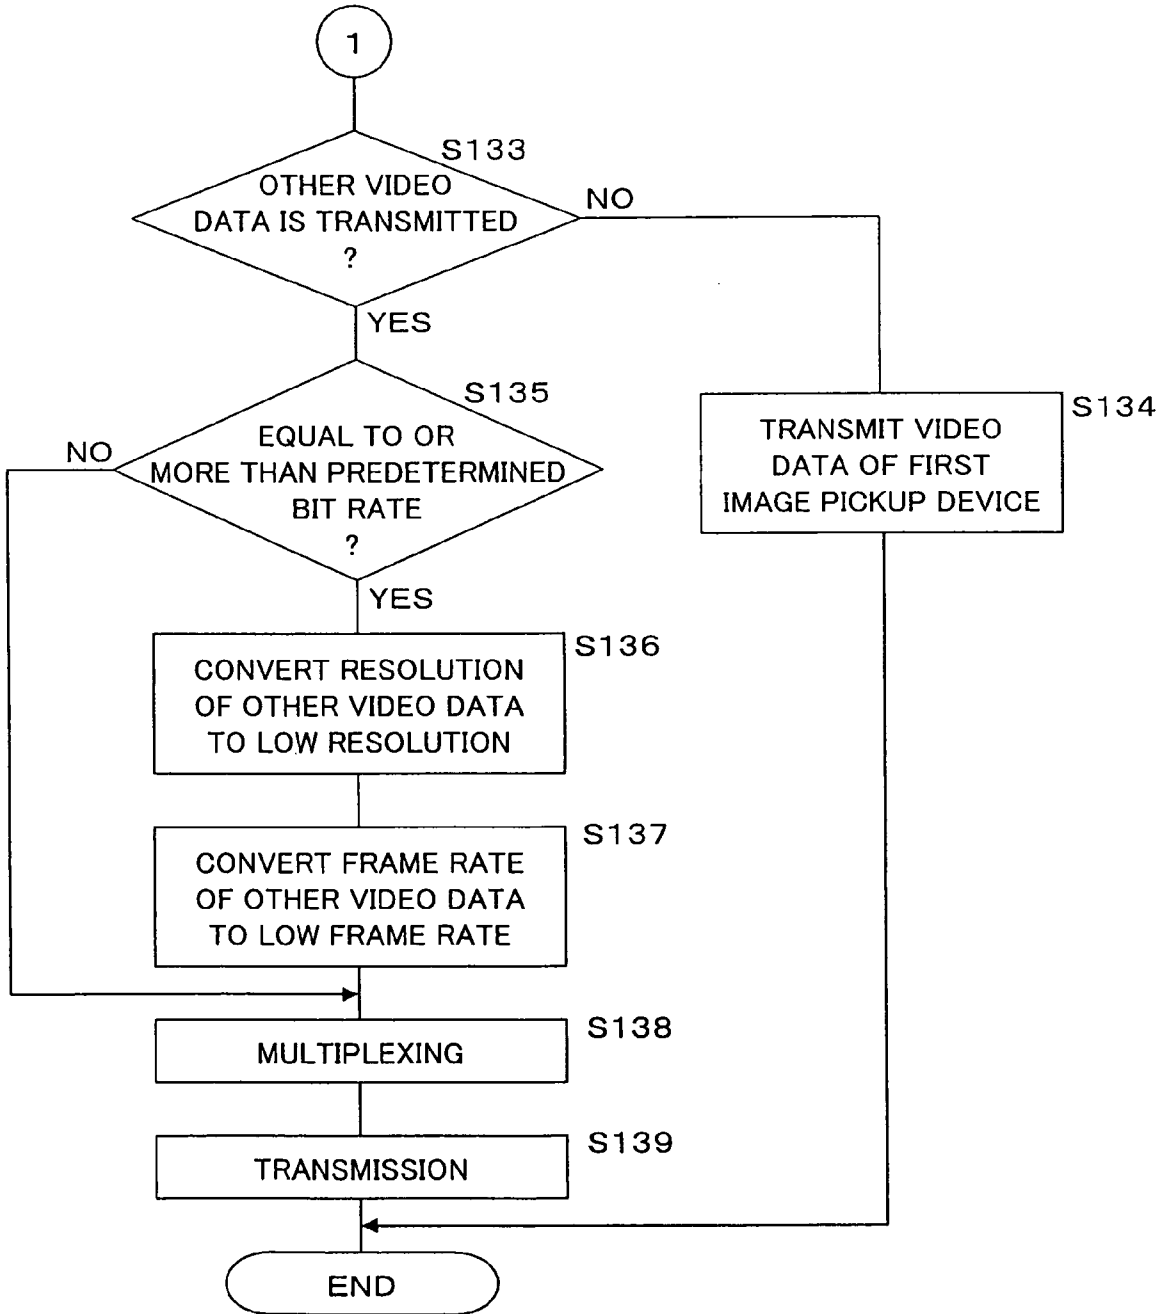 1
S133
OTHER VIDEO
DATA IS TRANSMITTED
?
NO
YES
S135
EQUAL TO OR
MORE THAN PREDETERMINED
BIT RATE
?
NO
YES
S134
TRANSMIT VIDEO
DATA OF FIRST
IMAGE PICKUP DEVICE
S136
CONVERT RESOLUTION
OF OTHER VIDEO DATA
TO LOW RESOLUTION
S137
CONVERT FRAME RATE
OF OTHER VIDEO DATA
TO LOW FRAME RATE
S138
MULTIPLEXING
S139
TRANSMISSION
END